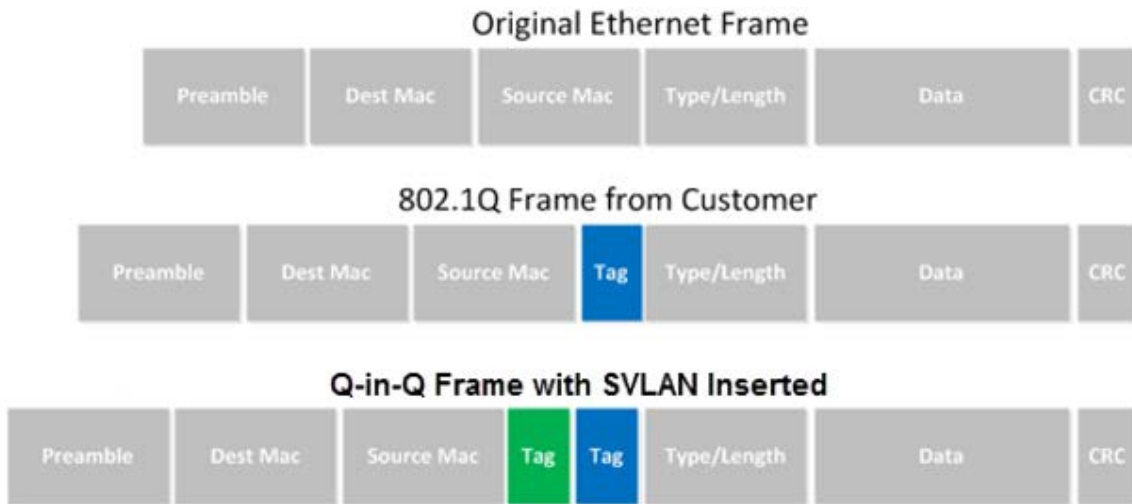 Original Ethernet Frame
Preamble Dest Mac Source Mac Type/Length Data CRC
802.1Q Frame from Customer
Preamble Dest Mac Source Mac Tag Type/Length Data CRC
Q-in-Q Frame with SVLAN Inserted
Preamble Dest Mac Source Mac Tag Tag Type/Length Data CRC